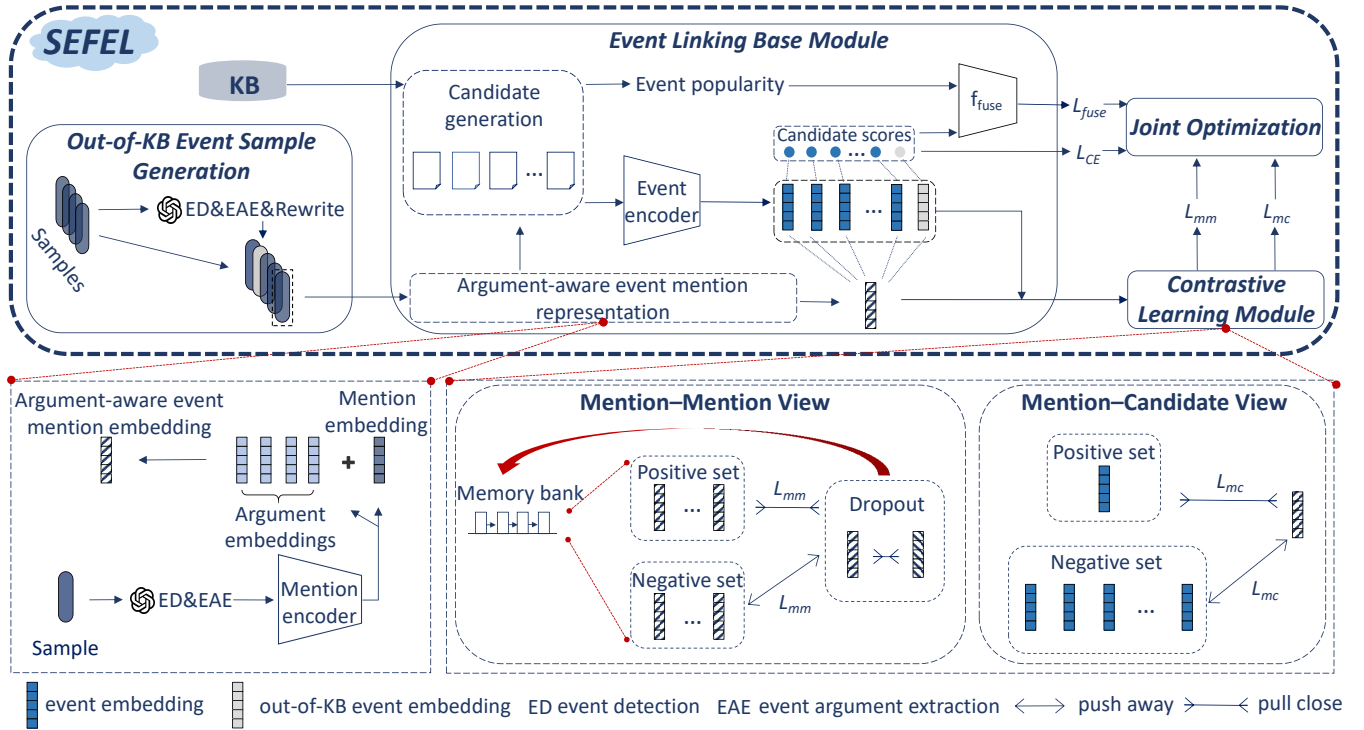 SEFEL
KB
Out-of-KB Event Sample
Generation
ED&EAE&Rewrite
Samples
Event Linking Base Module
Candidate
generation
...
Event popularity
f_fuse
Candidate scores
...
Event
encoder
...
Argument-aware event mention
representation
L_fuse
L_CE
Joint Optimization
L_mm
L_mc
Contrastive
Learning Module
Argument-aware event
mention embedding
Mention
embedding
+
Argument
embeddings
ED&EAE
Mention
encoder
Sample
Mention–Mention View
Memory bank
Positive set
...
Negative set
...
L_mm
L_mm
Dropout
Mention–Candidate View
Positive set
L_mc
Negative set
...
L_mc
event embedding
out-of-KB event embedding
ED event detection
EAE event argument extraction
push away
pull close